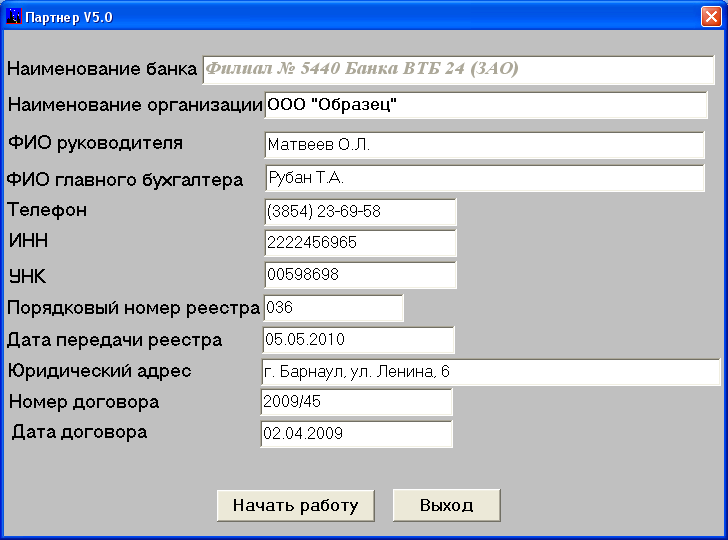 Партнер V5.0
Наименование банка Филиал № 5440 Банка ВТБ 24 (ЗАО)
Наименование организации ООО "Образец"
ФИО руководителя Матвеев О.Л.
ФИО главного бухгалтера Рубан Т.А.
Телефон (3854) 23-69-58
ИНН 2222456965
УНК 00598698
Порядковый номер реестра 036
Дата передачи реестра 05.05.2010
Юридический адрес г. Барнаул, ул. Ленина, 6
Номер договора 2009/45
Дата договора 02.04.2009
Начать работу Выход